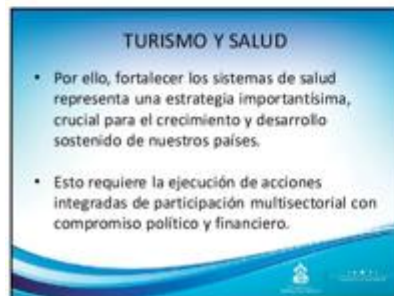 TURISMO Y SALUD
• Por ello, fortalecer los sistemas de salud
representa una estrategia importantísima,
crucial para el crecimiento y desarrollo
sostenido de nuestros países.
• Esto requiere la ejecución de acciones
integradas de participación multisectorial con
compromiso político y financiero.